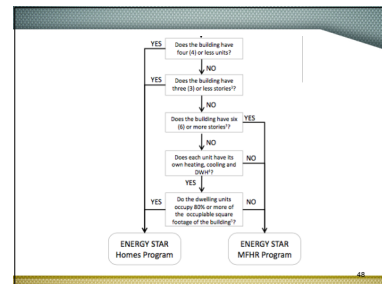 YES
Does the building have
four (4) or less units?
NO
YES
Does the building have
three (3) or less stories¹?
NO
Does the building have six
(6) or more stories¹?
YES
NO
Does each unit have its
own heating, cooling and
DWH²?
NO
YES
YES
Do the dwelling units
occupy 80% or more of
the occupiable square
footage of the building³?
NO
ENERGY STAR
Homes Program
ENERGY STAR
MFHR Program
48